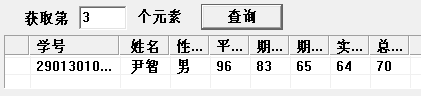 获取第 3 个元素 查询
学号 姓名 性... 平... 期... 期... 实... 总...
29013010... 尹智 男 96 83 65 64 70